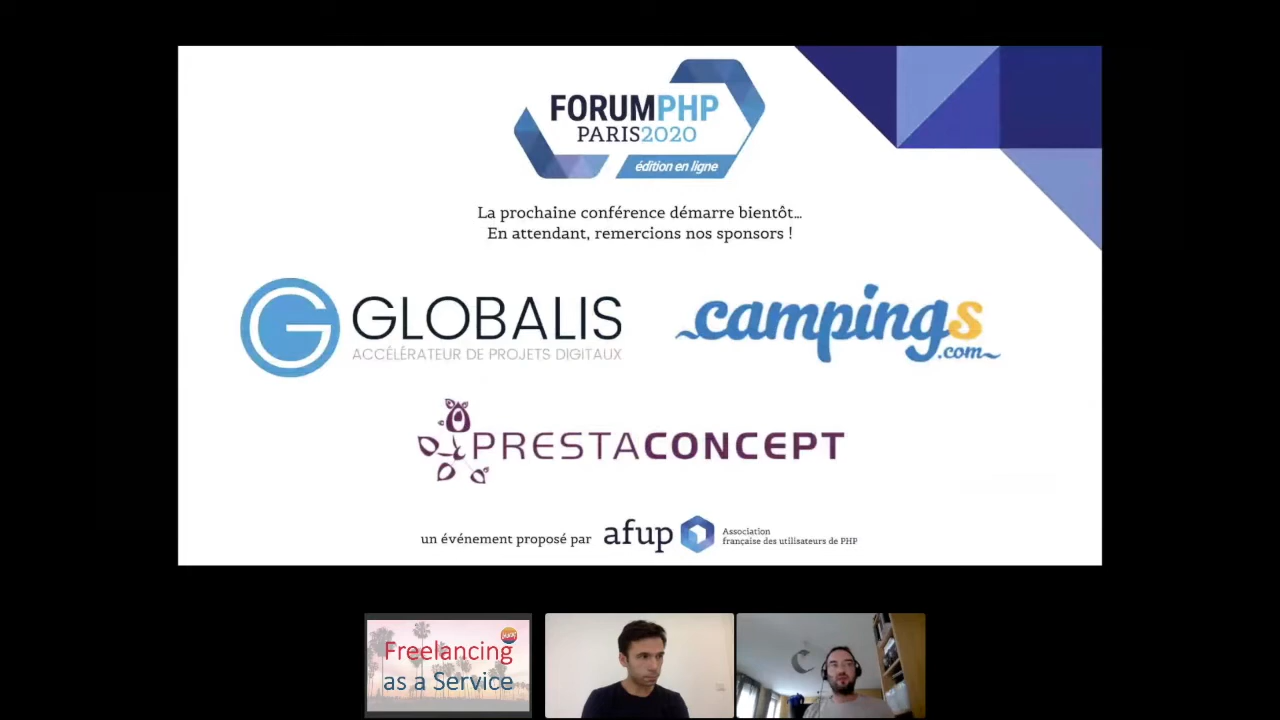 FORUMPHP
PARIS2020
édition en ligne
La prochaine conférence démarre bientôt...
En attendant, remercions nos sponsors !
GLOBALIS
ACCÉLÉRATEUR DE PROJETS DIGITAUX
campings
.com
PRESTACONCEPT
un événement proposé par
afup
Association
française des utilisateurs de PHP
Freelancing
as a Service